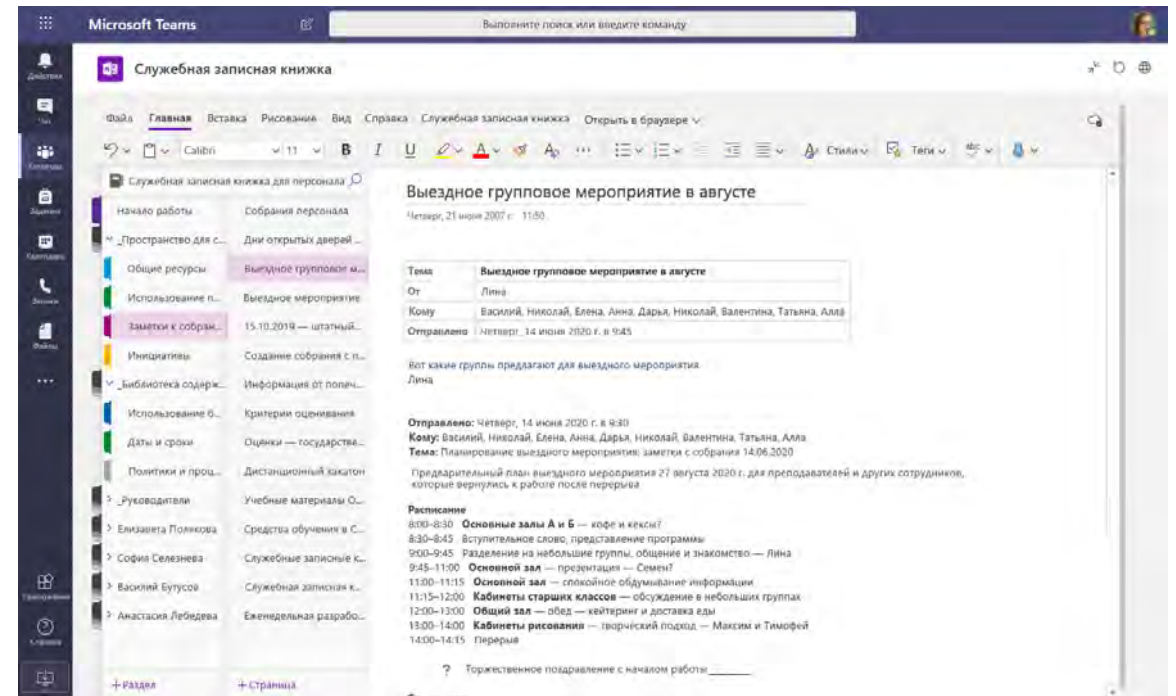 Microsoft Teams
Выполните поиск или введите команду
Действия
Чат
Команды
Задания
Календарь
Звонки
Файлы
Приложения
Справка
Служебная записная книжка
Файл Главная Вставка Рисование Вид Справка Служебная записная книжка Открыть в браузере
Calibri 11 B I U A Стили Теги
Служебная записная книжка для персонала
Начало работы
_Пространство для с...
Общие ресурсы
Использование п...
Заметки к собран...
Инициативы
_Библиотека содерж...
Использование б...
Даты и сроки
Политики и проц...
_Руководители
Елизавета Полякова
София Селезнева
Василий Бутусов
Анастасия Лебедева
+ Раздел
Собрания персонала
Дни открытых дверей ...
Выездное групповое м...
Выездное мероприятие
15.10.2019 — штатный...
Создание собрания с п...
Информация от попеч...
Критерии оценивания
Оценки — государстве...
Дистанционный хакатон
Учебные материалы О...
Средства обучения в С...
Служебные записные к...
Служебная записная к...
Еженедельная разрабо...
+ Страница
Выездное групповое мероприятие в августе
Четверг, 21 июня 2007 г. 11:50
Тема Выездное групповое мероприятие в августе
От Лина
Кому Василий, Николай, Елена, Анна, Дарья, Николай, Валентина, Татьяна, Алла
Отправлено Четверг, 14 июня 2020 г. в 9:45
Вот какие группы предлагают для выездного мероприятия.
Лина
Отправлено: Четверг, 14 июня 2020 г. в 9:30
Кому: Василий, Николай, Елена, Анна, Дарья, Николай, Валентина, Татьяна, Алла
Тема: Планирование выездного мероприятия: заметки с собрания 14.06.2020
Предварительный план выездного мероприятия 27 августа 2020 г. для преподавателей и других сотрудников,
которые вернулись к работе после перерыва
Расписание
8:00–8:30 Основные залы А и Б — кофе и кексы?
8:30–8:45 Вступительное слово, представление программы
9:00–9:45 Разделение на небольшие группы, общение и знакомство — Лина
9:45–11:00 Основной зал — презентация — Семен?
11:00–11:15 Основной зал — спокойное обдумывание информации
11:15–12:00 Кабинеты старших классов — обсуждение в небольших группах
12:00–13:00 Общий зал — обед — кейтеринг и доставка еды
13:00–14:00 Кабинеты рисования — творческий подход — Максим и Тимофей
14:00–14:15 Перерыв
? Торжественное поздравление с началом работы ______